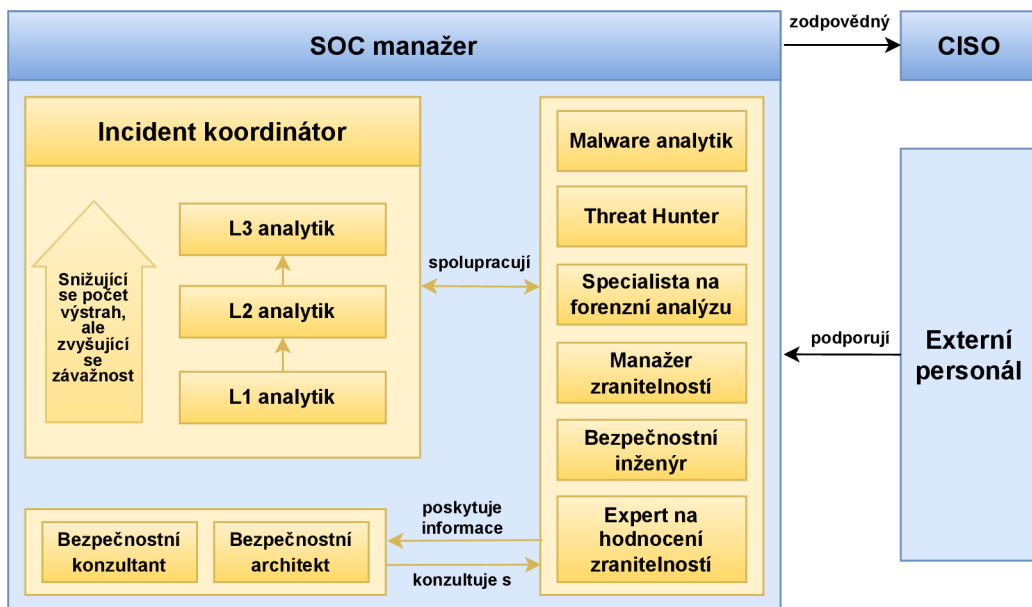 SOC manažer
zodpovědný
CISO
Incident koordinátor
Snižující
se počet
výstrah,
ale
zvyšující
se
závažnost
L3 analytik
L2 analytik
L1 analytik
spolupracují
Malware analytik
Threat Hunter
Specialista na
forenzní analýzu
Manažer
zranitelností
Bezpečnostní
inženýr
Expert na
hodnocení
zranitelností
podporují
Externí
personál
Bezpečnostní
konzultant
Bezpečnostní
architekt
poskytuje
informace
konzultuje s